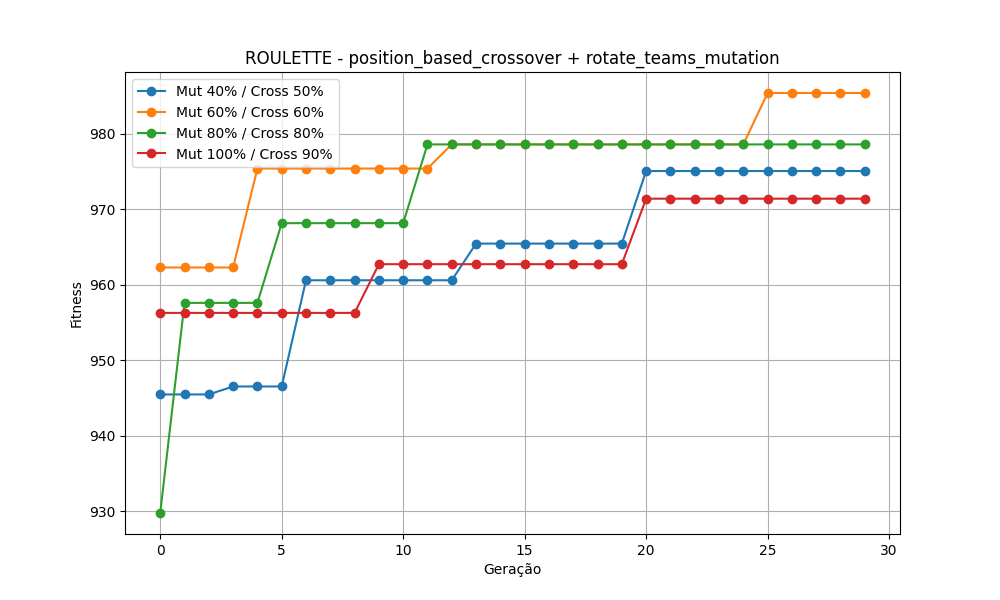 ROULETTE - position_based_crossover + rotate_teams_mutation
Mut 40% / Cross 50%
Mut 60% / Cross 60%
Mut 80% / Cross 80%
Mut 100% / Cross 90%
Fitness
980
970
960
950
940
930
0 5 10 15 20 25 30
Geração